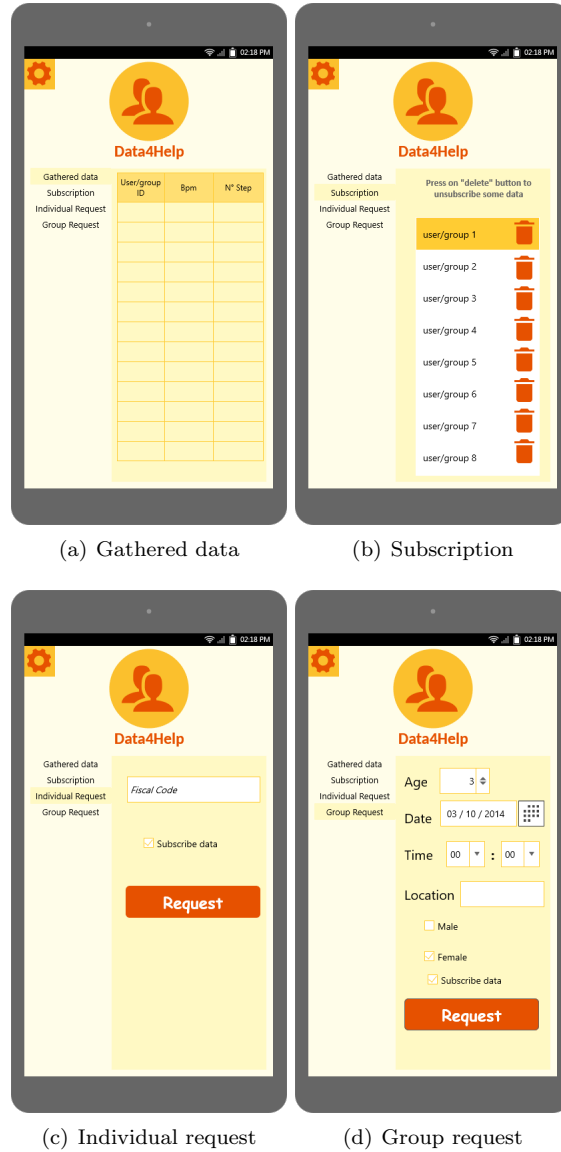 02:18 PM
Data4Help
Gathered data
Subscription
Individual Request
Group Request
User/group ID
Bpm
N° Step
(a) Gathered data
02:18 PM
Data4Help
Gathered data
Subscription
Individual Request
Group Request
Press on "delete" button to
unsubscribe some data
user/group 1
user/group 2
user/group 3
user/group 4
user/group 5
user/group 6
user/group 7
user/group 8
(b) Subscription
02:18 PM
Data4Help
Gathered data
Subscription
Individual Request
Group Request
Fiscal Code
Subscribe data
Request
(c) Individual request
02:18 PM
Data4Help
Gathered data
Subscription
Individual Request
Group Request
Age 3
Date 03 / 10 / 2014
Time 00 : 00
Location
Male
Female
Subscribe data
Request
(d) Group request